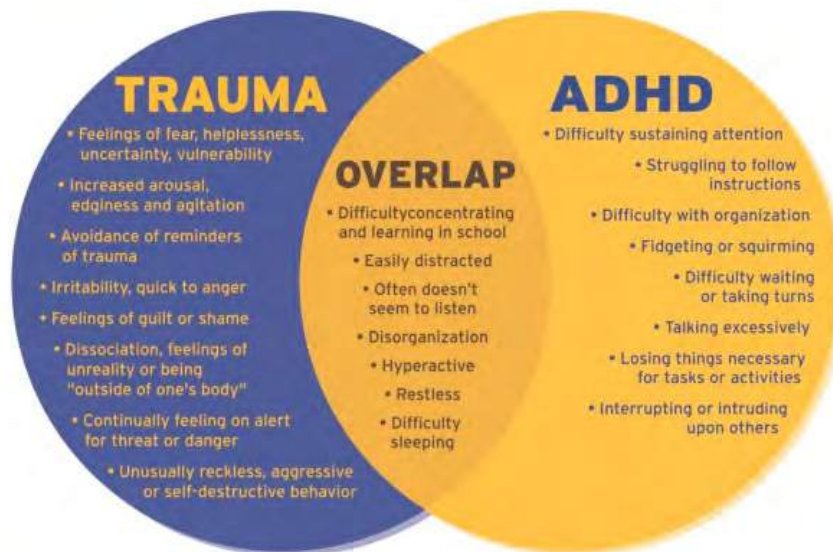 TRAUMA
• Feelings of fear, helplessness,
uncertainty, vulnerability
• Increased arousal,
edginess and agitation
• Avoidance of reminders
of trauma
• Irritability, quick to anger
• Feelings of guilt or shame
• Dissociation, feelings of
unreality or being
"outside of one's body"
• Continually feeling on alert
for threat or danger
• Unusually reckless, aggressive
or self-destructive behavior
OVERLAP
• Difficultyconcentrating
and learning in school
• Easily distracted
• Often doesn't
seem to listen
• Disorganization
• Hyperactive
• Restless
• Difficulty
sleeping
ADHD
• Difficulty sustaining attention
• Struggling to follow
instructions
• Difficulty with organization
• Fidgeting or squirming
• Difficulty waiting
or taking turns
• Talking excessively
• Losing things necessary
for tasks or activities
• Interrupting or intruding
upon others